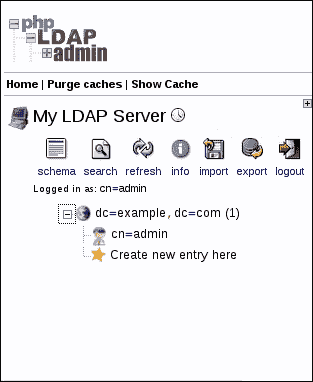 php
LDAP
admin
Home | Purge caches | Show Cache
My LDAP Server
schema search refresh info import export logout
Logged in as: cn=admin
dc=example, dc=com (1)
cn=admin
Create new entry here